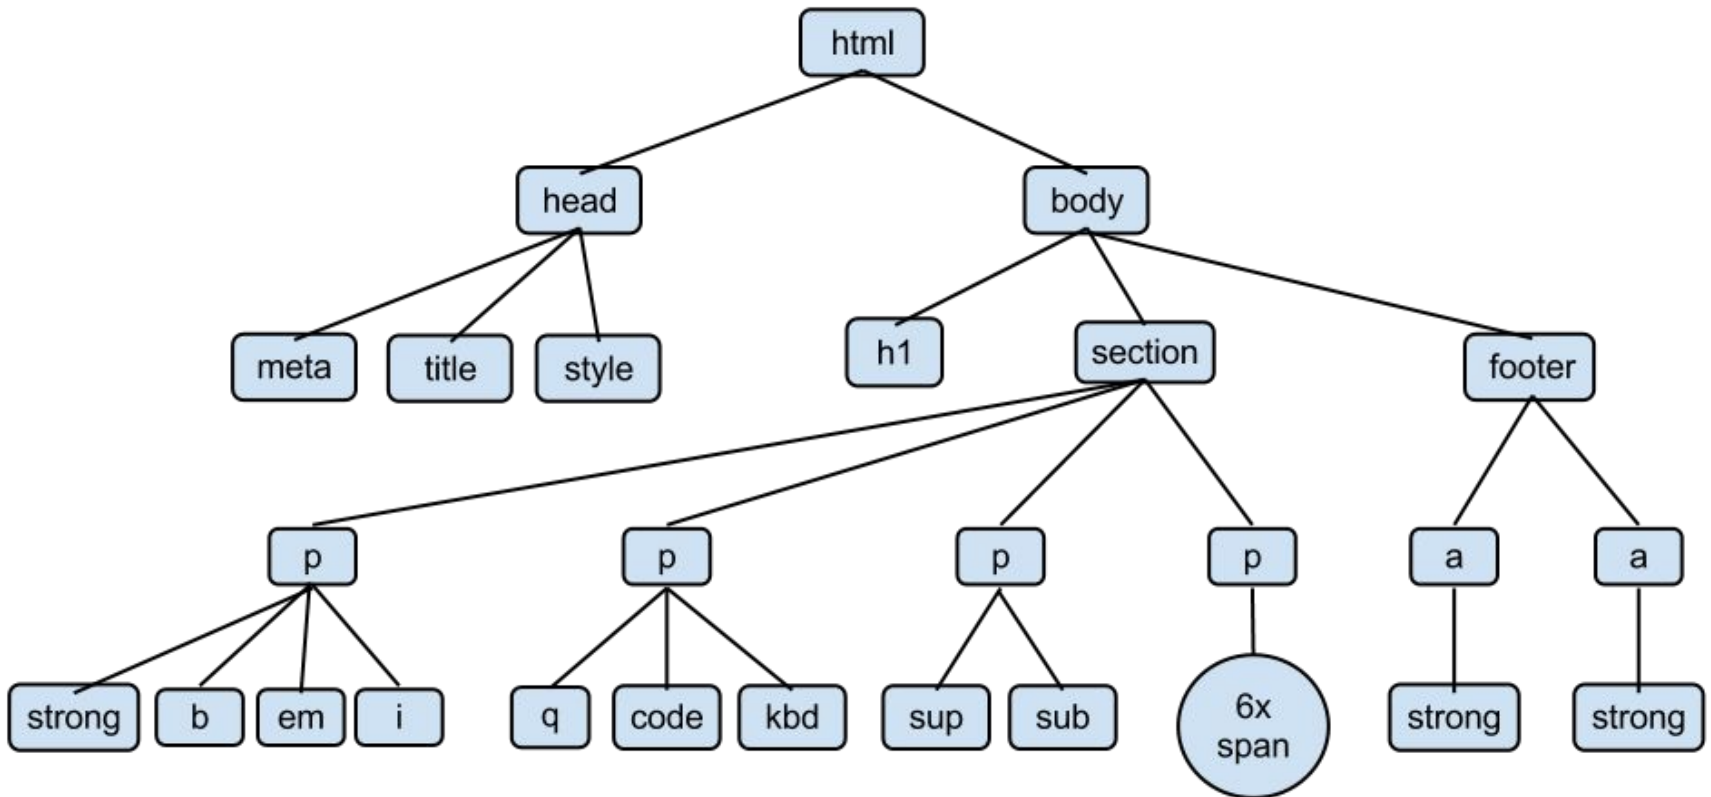 html
head
body
meta
title
style
h1
section
footer
p
p
p
p
a
a
strong
b
em
i
q
code
kbd
sup
sub
6x
span
strong
strong